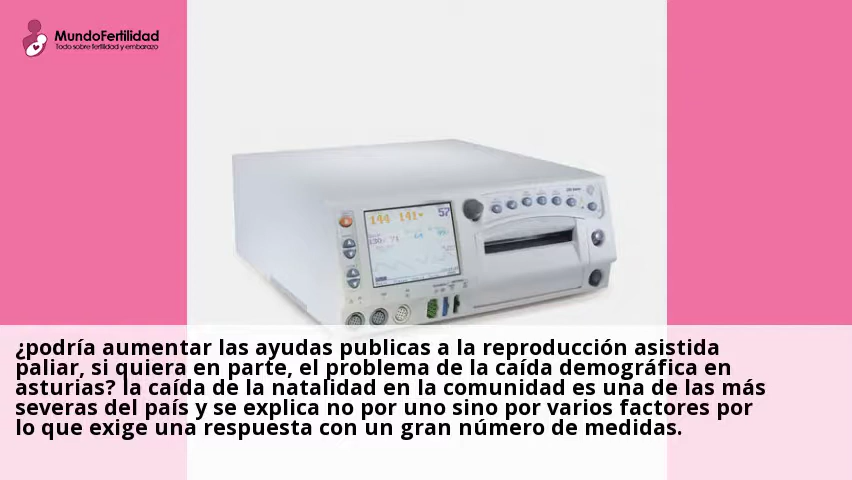 MundoFertilidad
Todo sobre fertilidad y embarazo
144 141
57
130/71
¿podría aumentar las ayudas publicas a la reproducción asistida
paliar, si quiera en parte, el problema de la caída demográfica en
asturias? la caída de la natalidad en la comunidad es una de las más
severas del país y se explica no por uno sino por varios factores por
lo que exige una respuesta con un gran número de medidas.